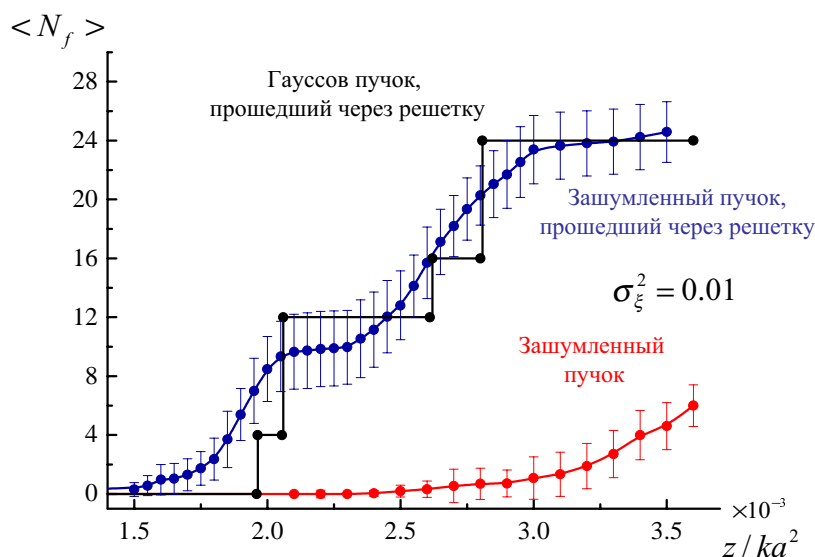 < N_f >
28
24
20
16
12
8
4
0
Гауссов пучок,
прошедший через решетку
Зашумленный пучок,
прошедший через решетку
σ_ξ^2 = 0.01
Зашумленный
пучок
1.5
2.0
2.5
3.0
3.5
×10^−3
z / ka^2